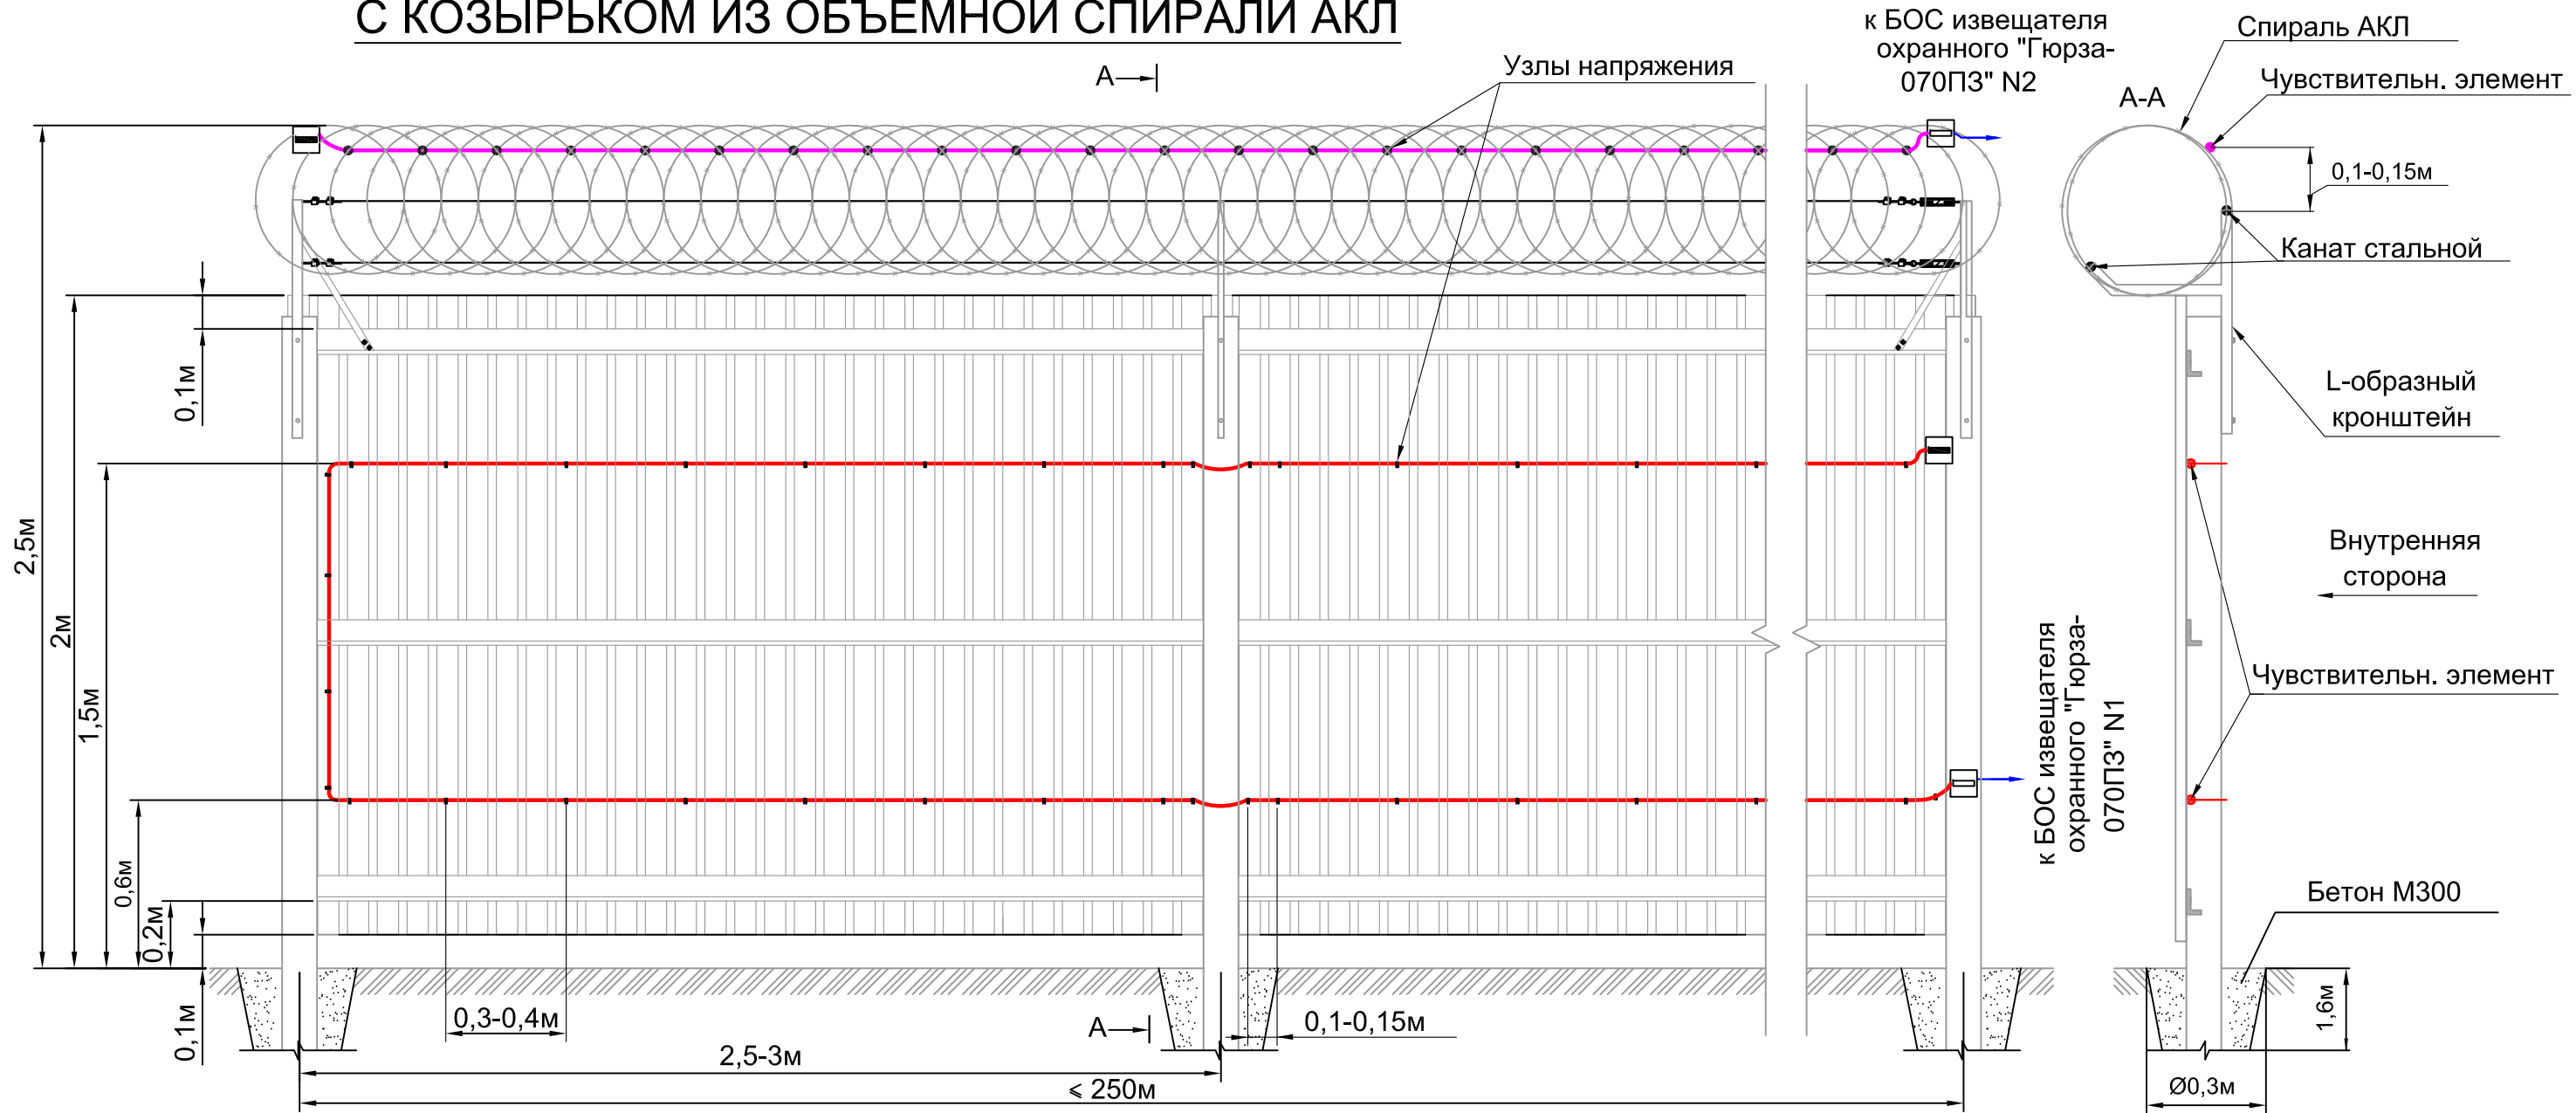 С КОЗЫРЬКОМ ИЗ ОБЪЕМНОЙ СПИРАЛИ АКЛ
к БОС извещателя
охранного "Гюрза-
070ПЗ" N2
Спираль АКЛ
Узлы напряжения
А
Чувствительн. элемент
А-А
0,1-0,15м
Канат стальной
0,1м
L-образный
кронштейн
2,5м
2м
1,5м
Внутренняя
сторона
к БОС извещателя
охранного "Гюрза-
070ПЗ" N1
Чувствительн. элемент
0,6м
0,2м
Бетон М300
0,1м
0,3-0,4м
А
0,1-0,15м
1,6м
2,5-3м
⩽ 250м
Ø0,3м